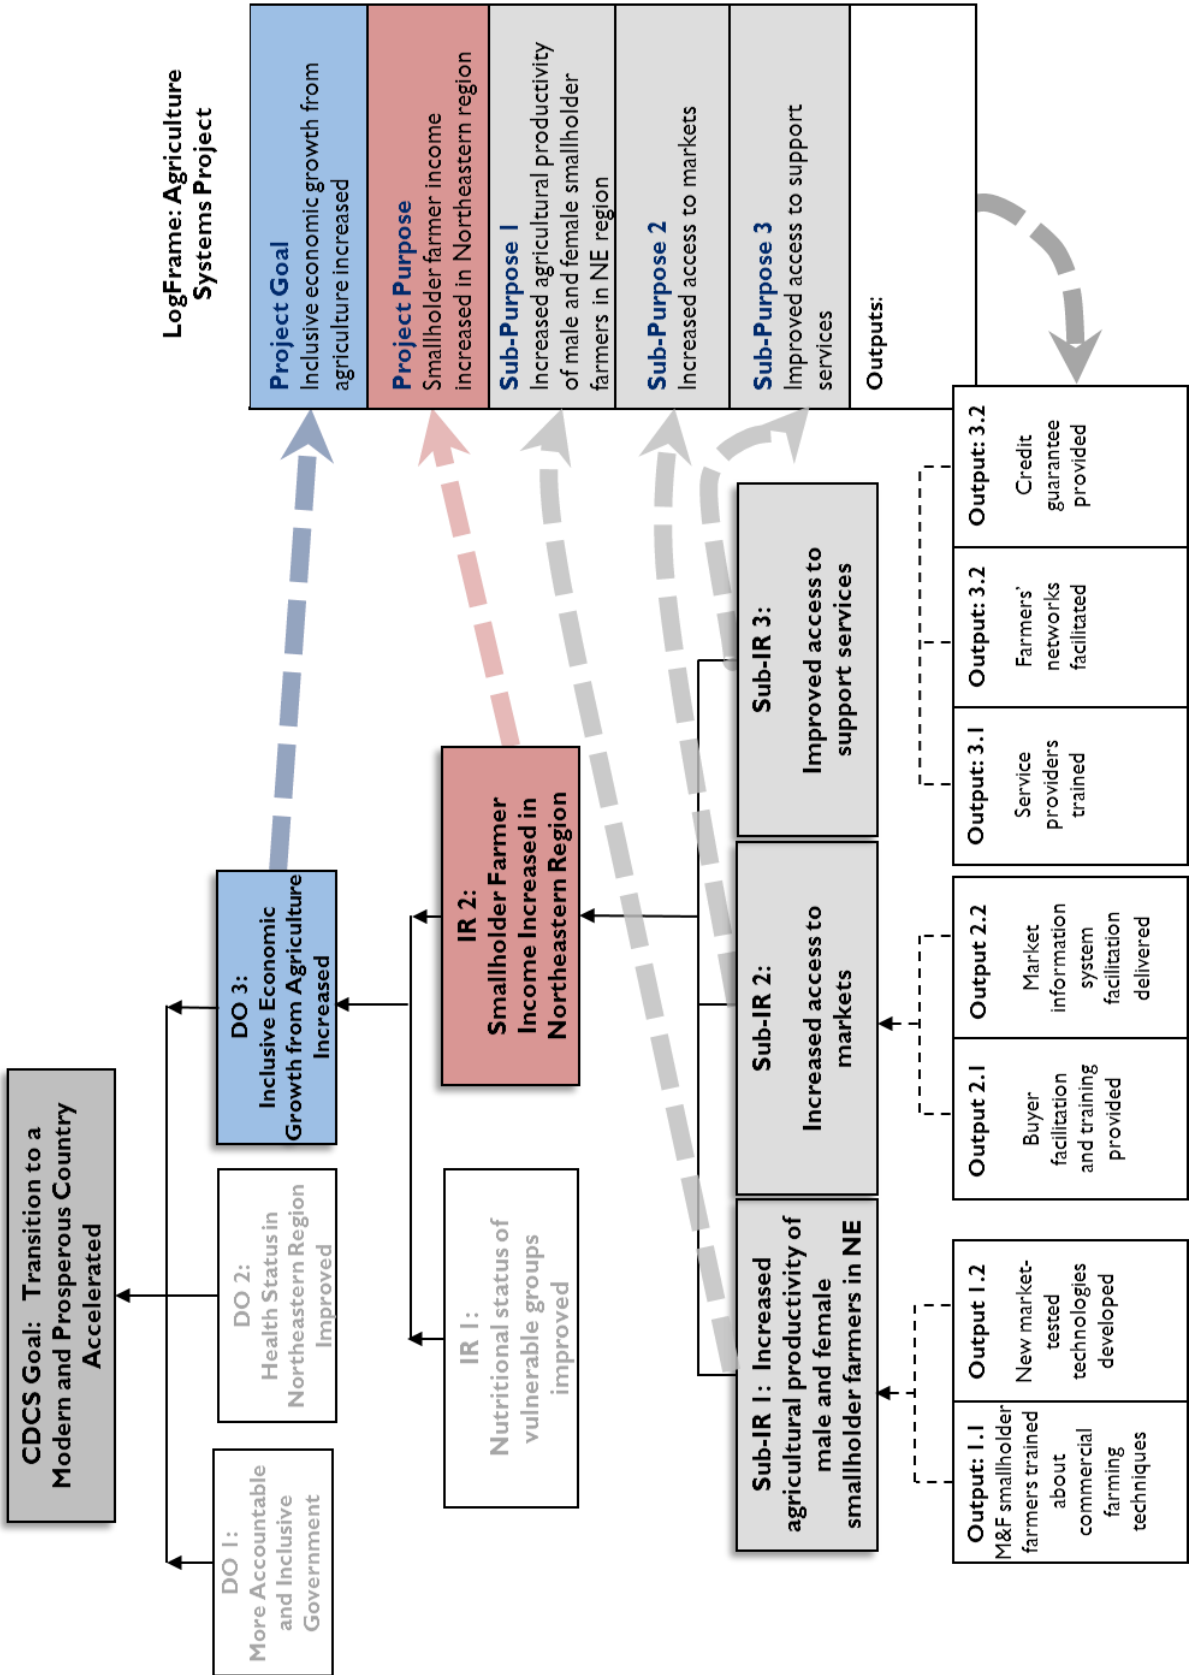 LogFrame: Agriculture
Systems Project
CDCS Goal: Transition to a
Modern and Prosperous Country
Accelerated
DO 1:
More Accountable
and Inclusive
Government
DO 2:
Health Status in
Northeastern Region
Improved
DO 3:
Inclusive Economic
Growth from Agriculture
Increased
IR 1:
Nutritional status of
vulnerable groups
improved
IR 2:
Smallholder Farmer
Income Increased in
Northeastern Region
Sub-IR 1: Increased
agricultural productivity of
male and female
smallholder farmers in NE
Sub-IR 2:
Increased access to
markets
Sub-IR 3:
Improved access to
support services
Output: 1.1
M&F smallholder
farmers trained
about
commercial
farming
techniques
Output 1.2
New market-
tested
technologies
developed
Output 2.1
Buyer
facilitation
and training
provided
Output 2.2
Market
information
system
facilitation
delivered
Output: 3.1
Service
providers
trained
Output: 3.2
Farmers’
networks
facilitated
Output: 3.2
Credit
guarantee
provided
Project Goal
Inclusive economic growth from
agriculture increased
Project Purpose
Smallholder farmer income
increased in Northeastern region
Sub-Purpose 1
Increased agricultural productivity
of male and female smallholder
farmers in NE region
Sub-Purpose 2
Increased access to markets
Sub-Purpose 3
Improved access to support
services
Outputs: